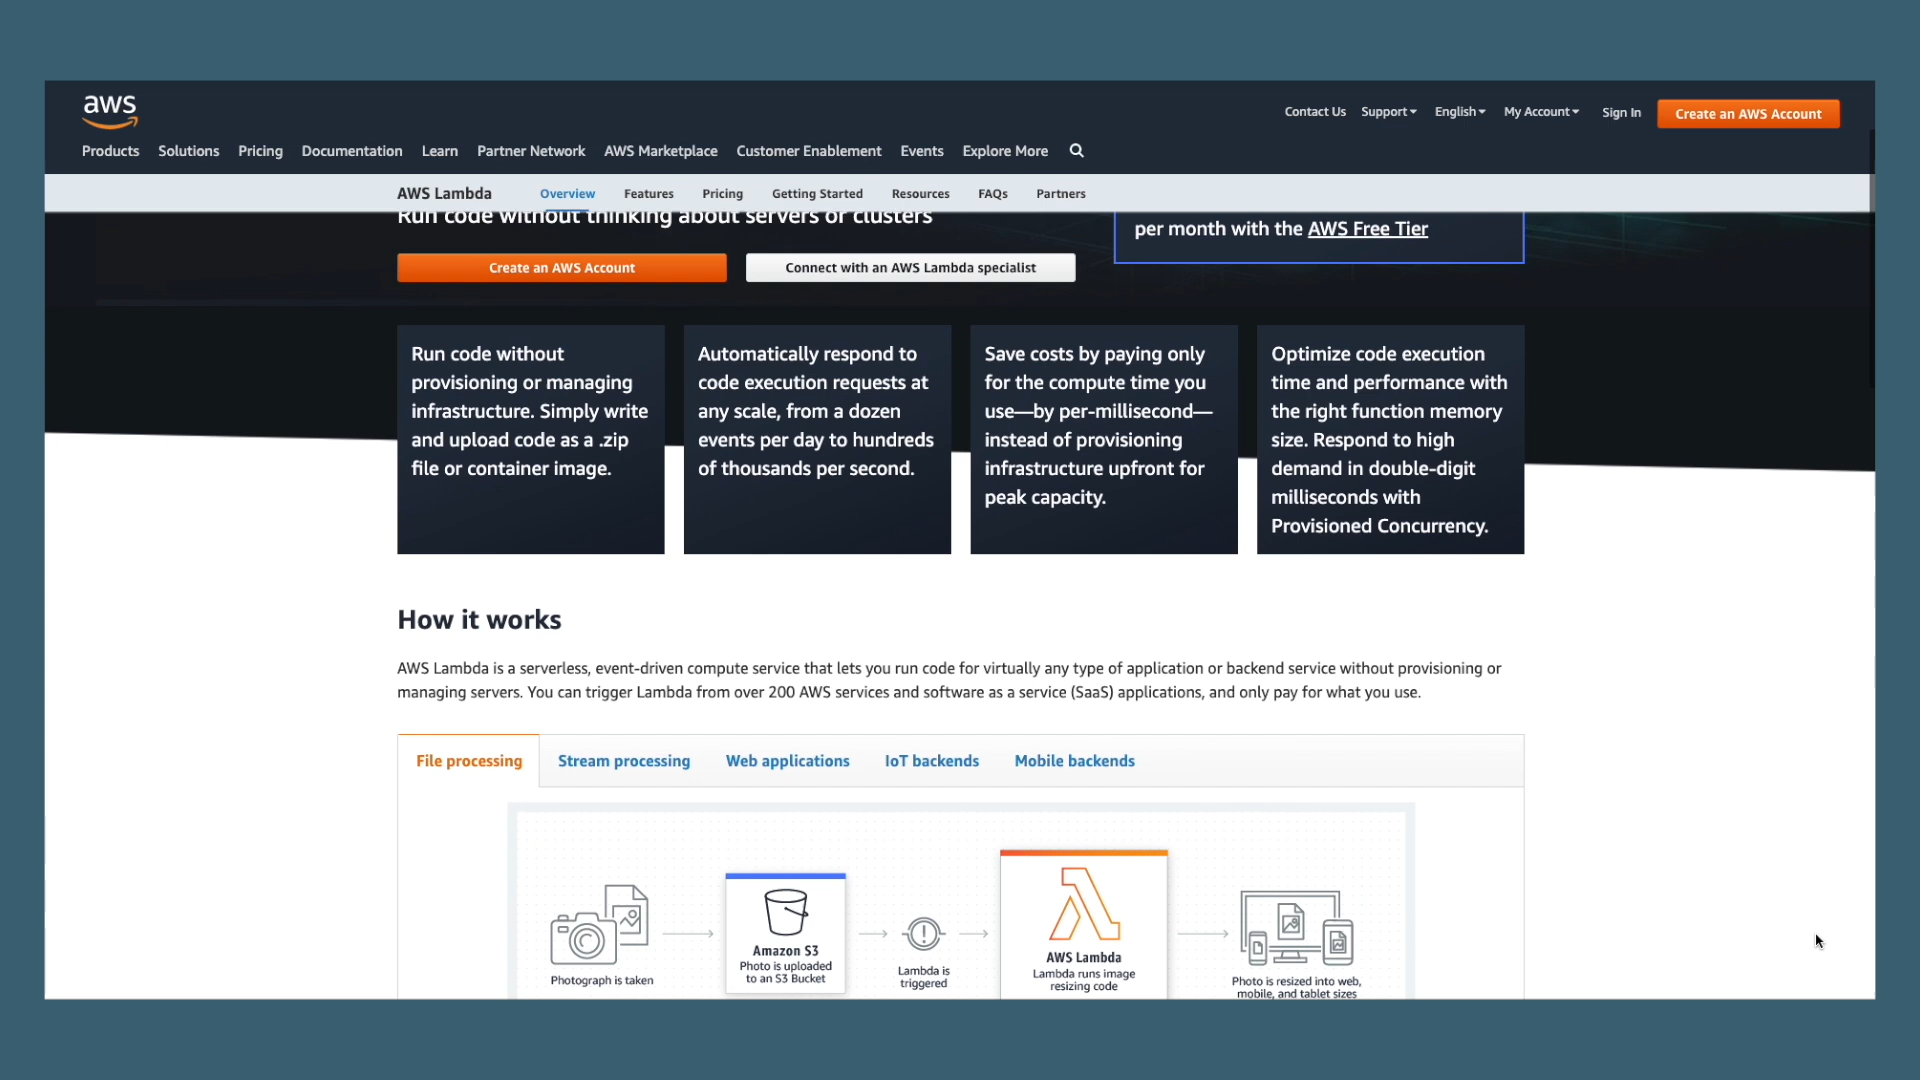 aws
Contact Us Support English My Account Sign In Create an AWS Account
Products Solutions Pricing Documentation Learn Partner Network AWS Marketplace Customer Enablement Events Explore More
AWS Lambda Overview Features Pricing Getting Started Resources FAQs Partners
Run code without thinking about servers or clusters
per month with the AWS Free Tier
Create an AWS Account Connect with an AWS Lambda specialist
Run code without
provisioning or managing
infrastructure. Simply write
and upload code as a .zip
file or container image.
Automatically respond to
code execution requests at
any scale, from a dozen
events per day to hundreds
of thousands per second.
Save costs by paying only
for the compute time you
use—by per-millisecond—
instead of provisioning
infrastructure upfront for
peak capacity.
Optimize code execution
time and performance with
the right function memory
size. Respond to high
demand in double-digit
milliseconds with
Provisioned Concurrency.
How it works
AWS Lambda is a serverless, event-driven compute service that lets you run code for virtually any type of application or backend service without provisioning or
managing servers. You can trigger Lambda from over 200 AWS services and software as a service (SaaS) applications, and only pay for what you use.
File processing Stream processing Web applications IoT backends Mobile backends
Photograph is taken
Amazon S3
Photo is uploaded
to an S3 Bucket
Lambda is
triggered
AWS Lambda
Lambda runs image
resizing code
Photo is resized into web,
mobile, and tablet sizes